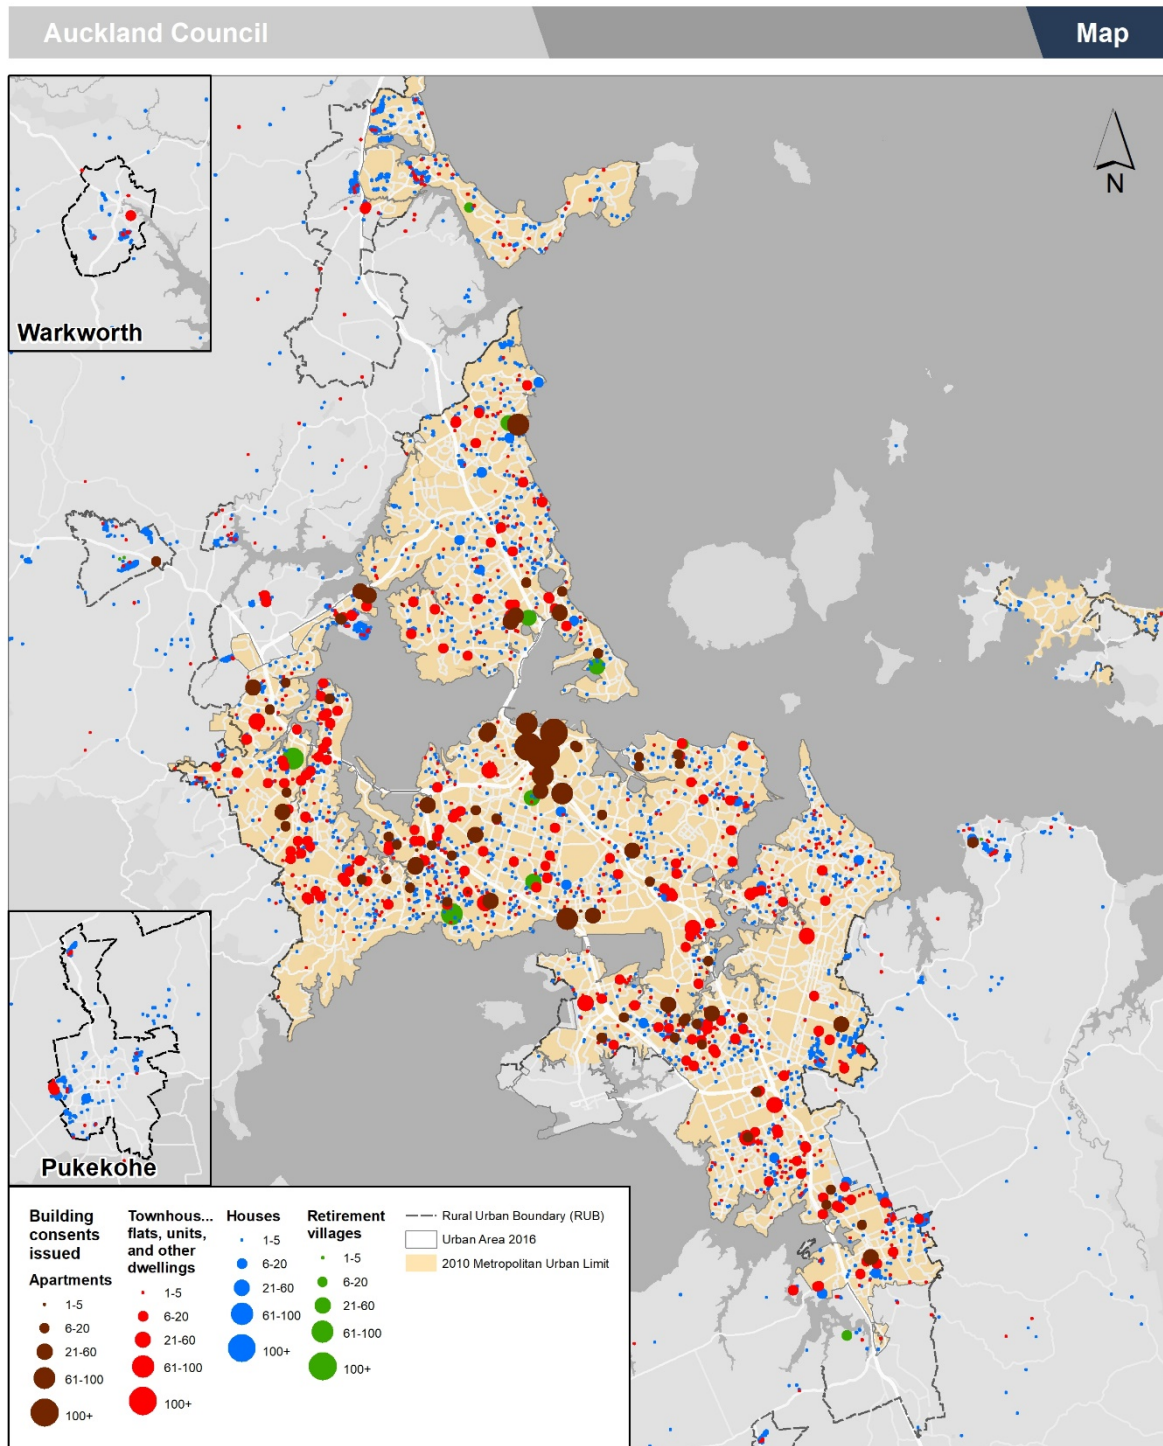 Auckland Council
Map
N
Warkworth
Pukekohe
Building
consents
issued
Apartments
1-5
6-20
21-60
61-100
100+
Townhous...
flats, units,
and other
dwellings
1-5
6-20
21-60
61-100
100+
Houses
1-5
6-20
21-60
61-100
100+
Retirement
villages
1-5
6-20
21-60
61-100
100+
Rural Urban Boundary (RUB)
Urban Area 2016
2010 Metropolitan Urban Limit